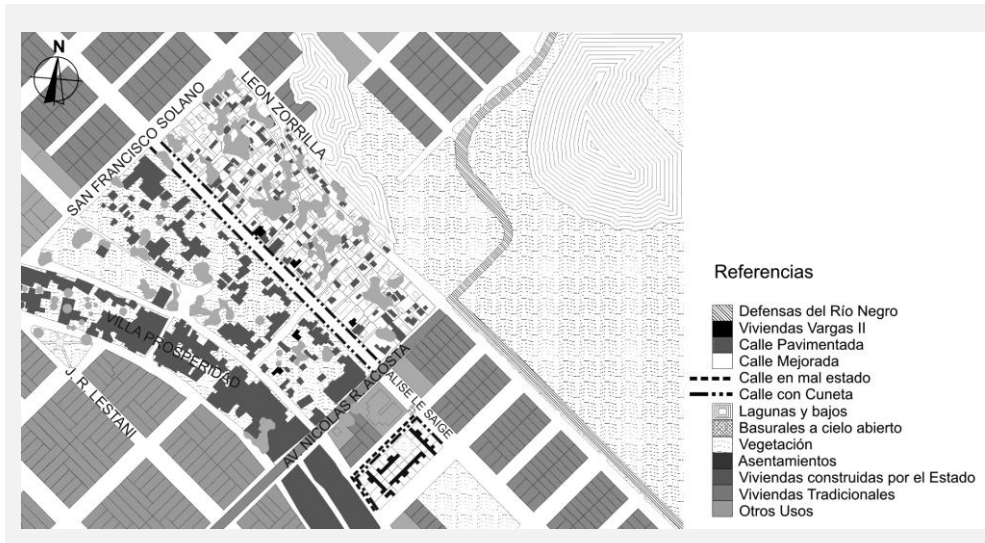 N
SAN FRANCISCO SOLANO
LEON ZORRILLA
VILLA PROSPERIDAD
J. R. LESTANI
AV. NICOLAS R. ACOSTA
ALISE LE SAIGE
Referencias
Defensas del Río Negro
Viviendas Vargas II
Calle Pavimentada
Calle Mejorada
Calle en mal estado
Calle con Cuneta
Lagunas y bajos
Basurales a cielo abierto
Vegetación
Asentamientos
Viviendas construidas por el Estado
Viviendas Tradicionales
Otros Usos